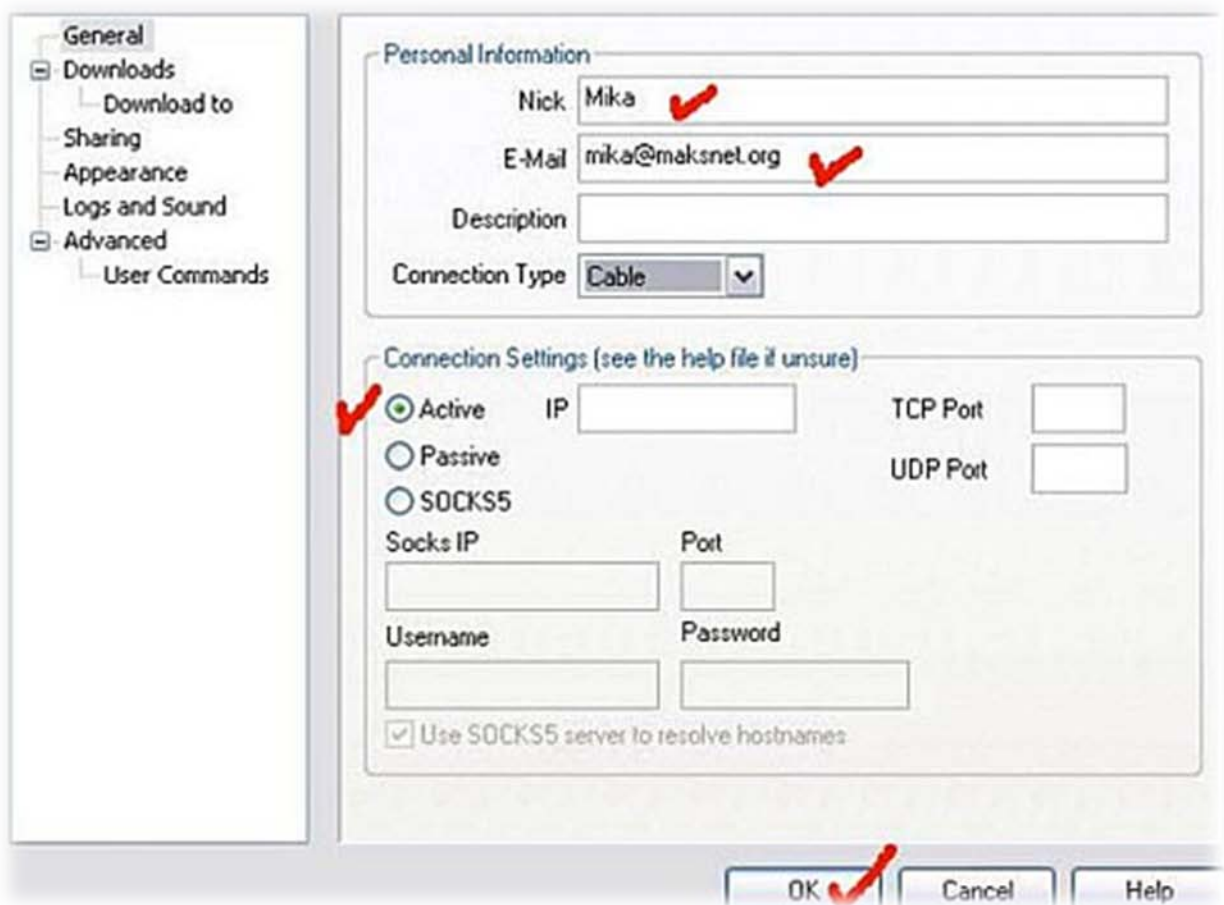 General
Downloads
Download to
Sharing
Appearance
Logs and Sound
Advanced
User Commands
Personal Information
Nick Mika
E-Mail mika@maksnet.org
Description
Connection Type Cable
Connection Settings (see the help file if unsure)
Active IP TCP Port
Passive UDP Port
SOCKS5
Socks IP Port
Username Password
Use SOCKS5 server to resolve hostnames
OK Cancel Help